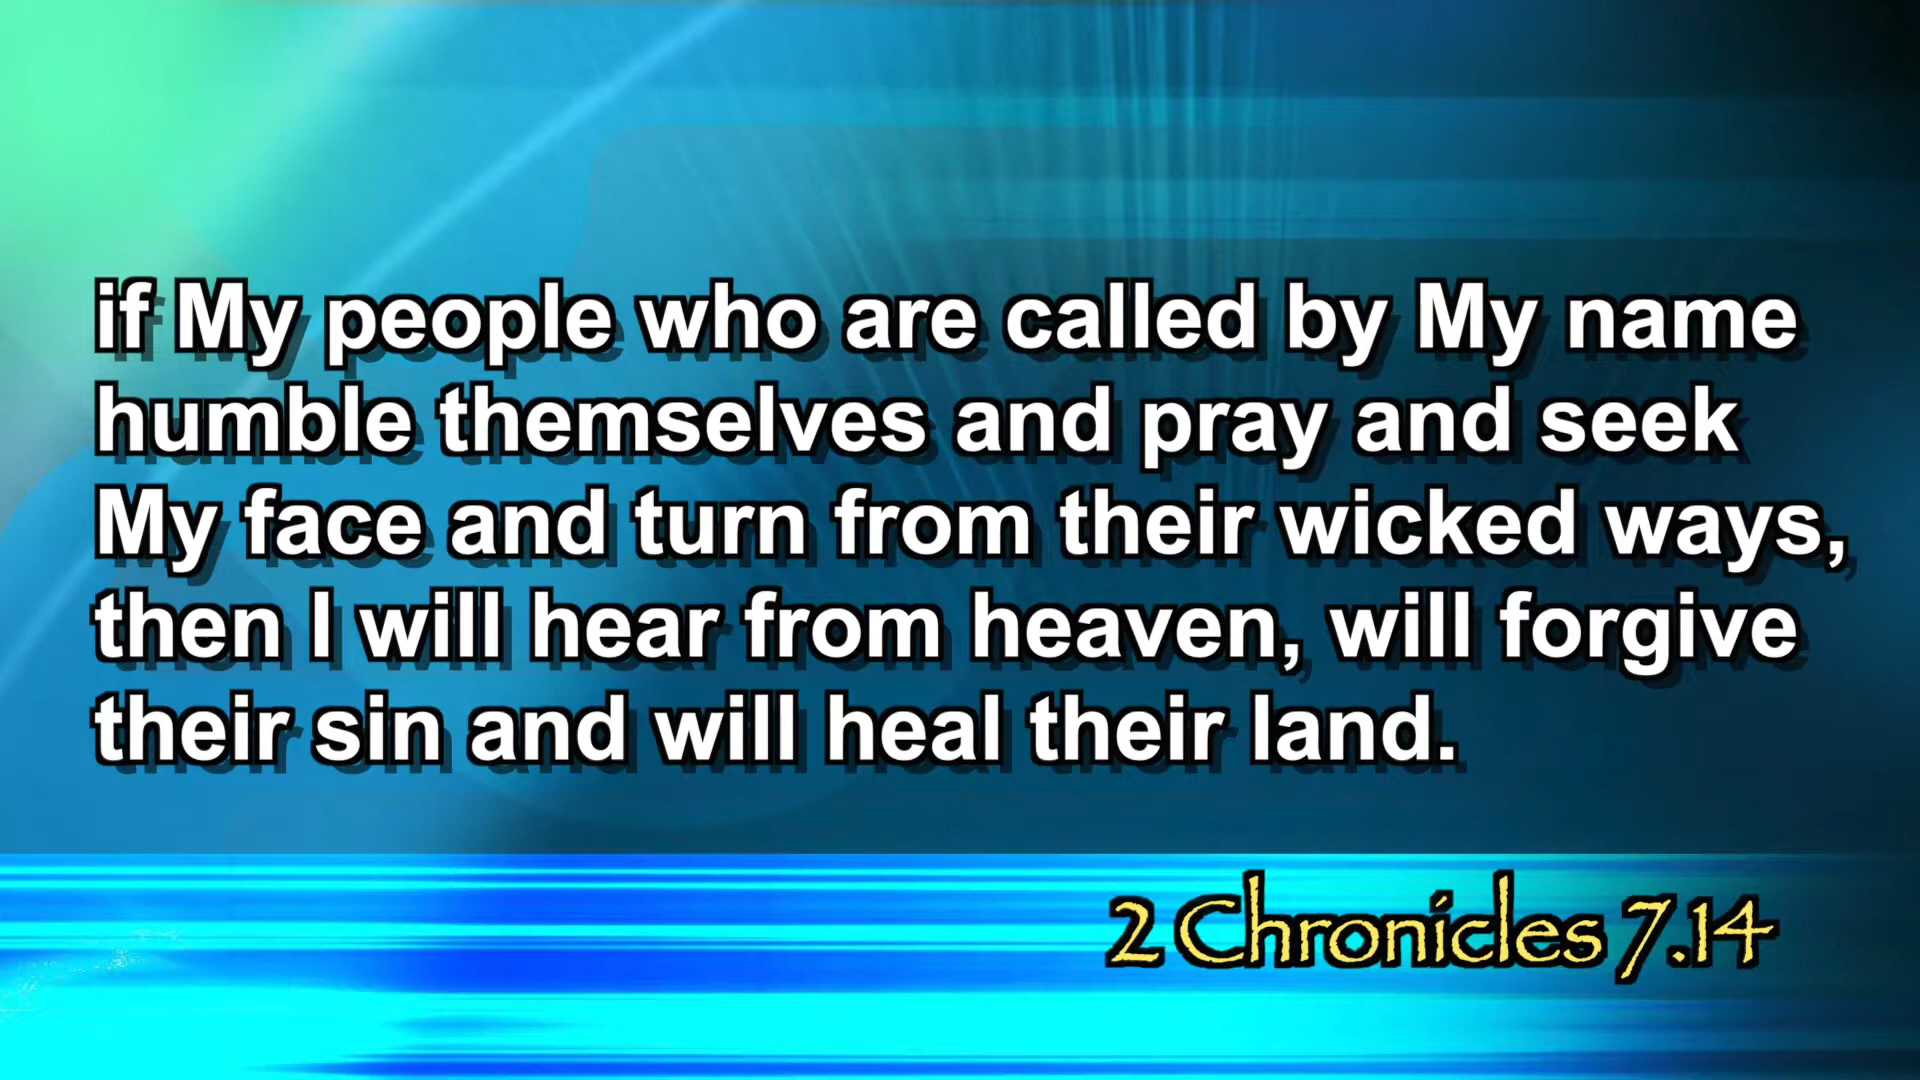 if My people who are called by My name
humble themselves and pray and seek
My face and turn from their wicked ways,
then I will hear from heaven, will forgive
their sin and will heal their land.
2 Chronicles 7.14